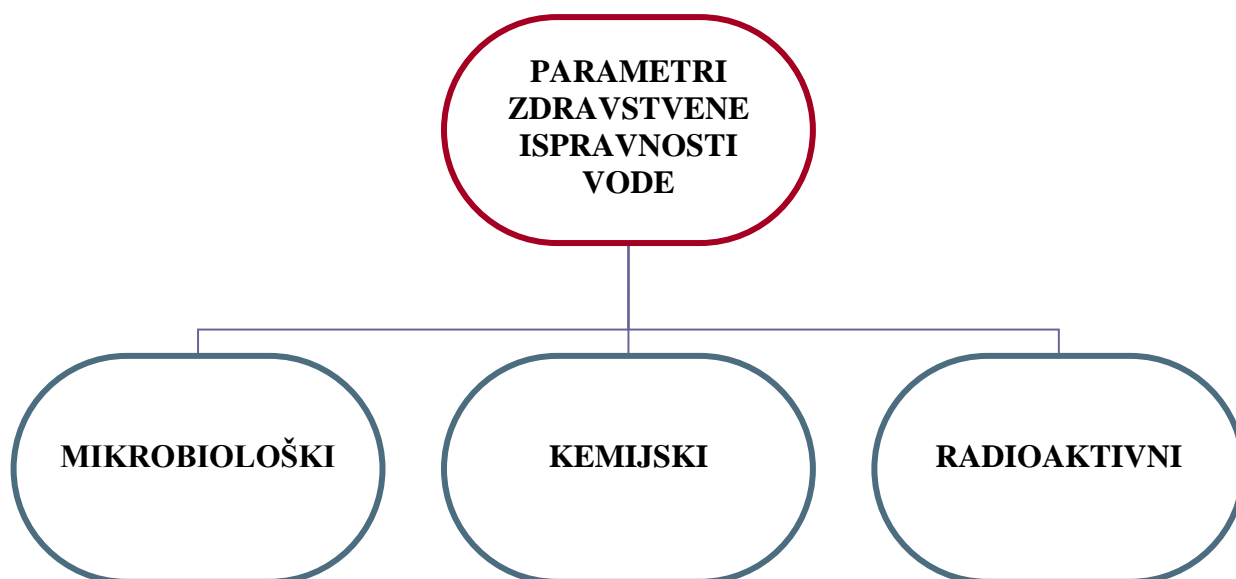 PARAMETRI
ZDRAVSTVENE
ISPRAVNOSTI
VODE
MIKROBIOLOŠKI
KEMIJSKI
RADIOAKTIVNI